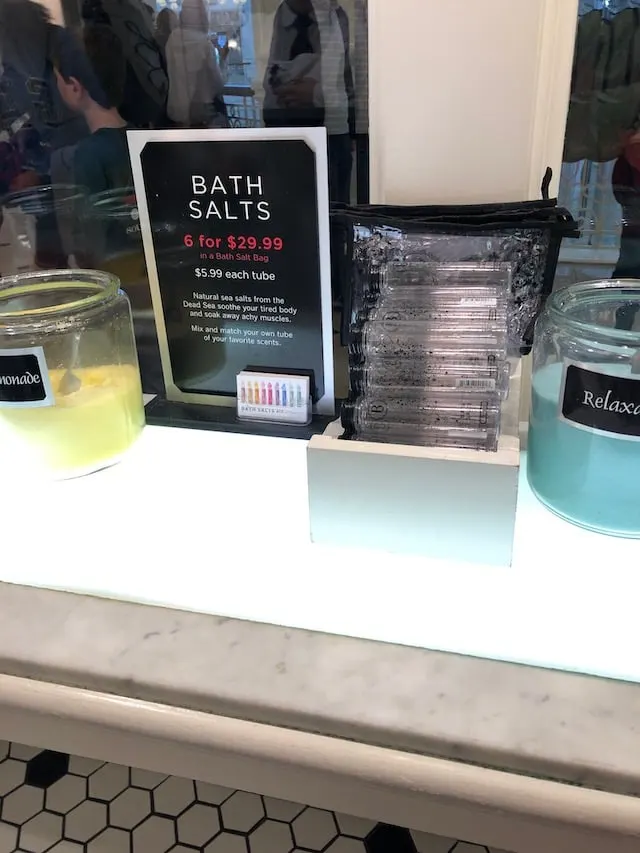 BATH
SALTS
6 for $29.99
in a Bath Salt Bag
$5.99 each tube
Natural sea salts from the
Dead Sea soothe your tired body
and soak away achy muscles.
Mix and match your own tube
of your favorite scents.
BATH SALTS
monade
Relaxa